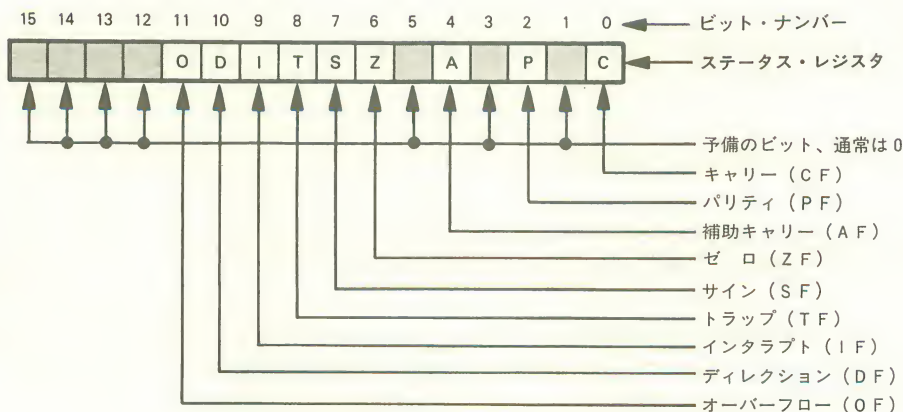 15 14 13 12 11 10 9 8 7 6 5 4 3 2 1 0 ビット・ナンバー
O D I T S Z A P C ステータス・レジスタ
予備のビット、通常は0
キャリー(CF)
パリティ(PF)
補助キャリー(AF)
ゼ ロ(ZF)
サイン(SF)
トラップ(TF)
インタラプト(IF)
ディレクション(DF)
オーバーフロー(OF)